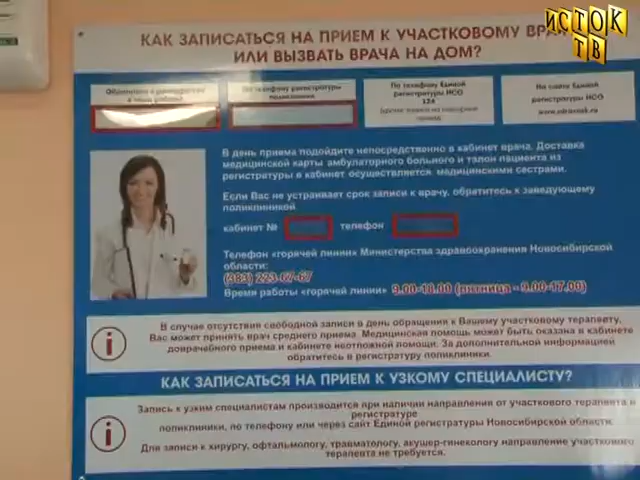 ИСТОК
ТВ
КАК ЗАПИСАТЬСЯ НА ПРИЕМ К УЧАСТКОВОМУ
ИЛИ ВЫЗВАТЬ ВРАЧА НА ДОМ?
По телефону регистратуры
поликлиники
По телефону Единой
регистратуры НСО
124
На сайте Единой
регистратуры НСО
В день приема подойдите непосредственно в кабинет врача. Доставка
медицинской карты амбулаторного больного и талон пациента из
регистратуры в кабинет осуществляется медицинскими сестрами.
Если Вас не устраивает срок записи к врачу, обратитесь к заведующему
поликлиникой
кабинет № телефон
Телефон «горячей линии» Министерства здравоохранения Новосибирской
области:
(383) 223-67-67
Время работы «горячей линии» 9.00-18.00 (пятница - 9.00-17.00)
В случае отсутствия свободной записи в день обращения к Вашему участковому терапевту,
Вас может принять врач среднего приема. Медицинская помощь может быть оказана в кабинете
доврачебного приема и кабинете неотложной помощи. За дополнительной информацией
обратитесь в регистратуру поликлиники.
КАК ЗАПИСАТЬСЯ НА ПРИЕМ К УЗКОМУ СПЕЦИАЛИСТУ?
Запись к узким специалистам производится при наличии направления от участкового терапевта в
регистратуре
поликлиники, по телефону или через сайт Единой регистратуры Новосибирской области.
Для записи к хирургу, офтальмологу, травматологу, акушер-гинекологу направление участкового
терапевта не требуется.